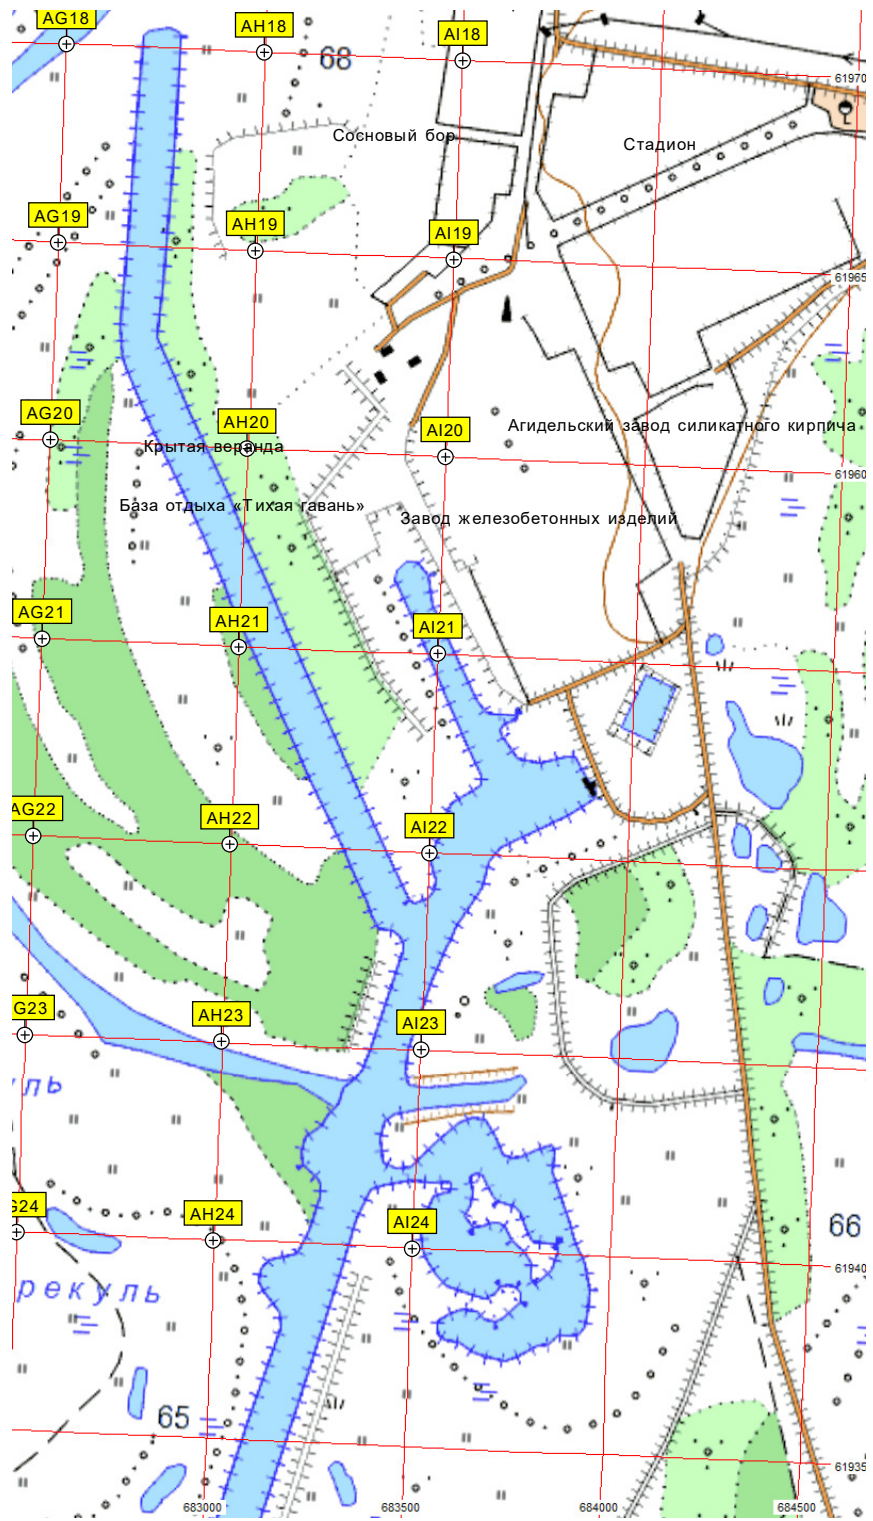 AG18
AH18
AI18
68
61970
Сосновый бор
Стадион
AG19
AH19
AI19
61965
AG20
AH20
AI20
Агидельский завод силикатного кирпича
Крытая веранда
61960
База отдыха «Тихая гавань»
Завод железобетонных изделий
AG21
AH21
AI21
AG22
AH22
AI22
G23
AH23
AI23
уль
G24
AH24
AI24
66
61940
рекуль
65
61935
683000
683500
684000
684500